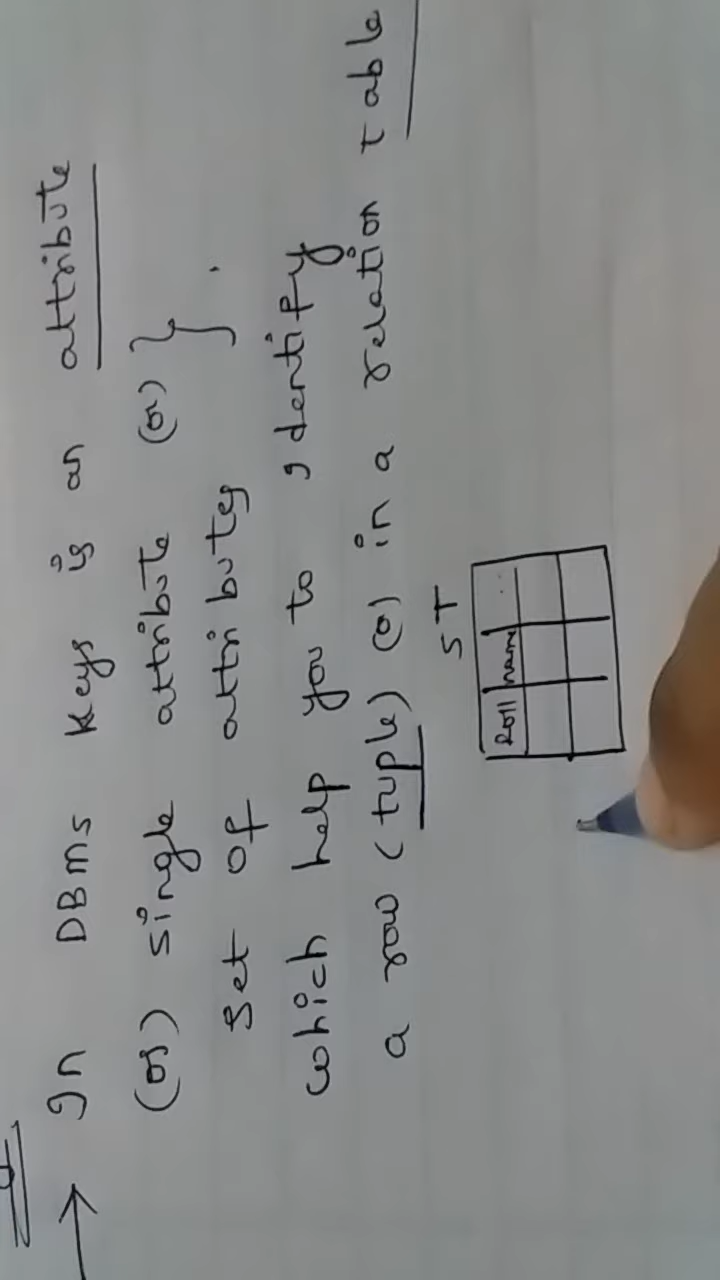 → In DBMS Keys is an attribute
(or) single attribute (or) }
Set of attributes .
which help you to identify
a row (tuple) (or) in a relation table
ST
Roll name ..